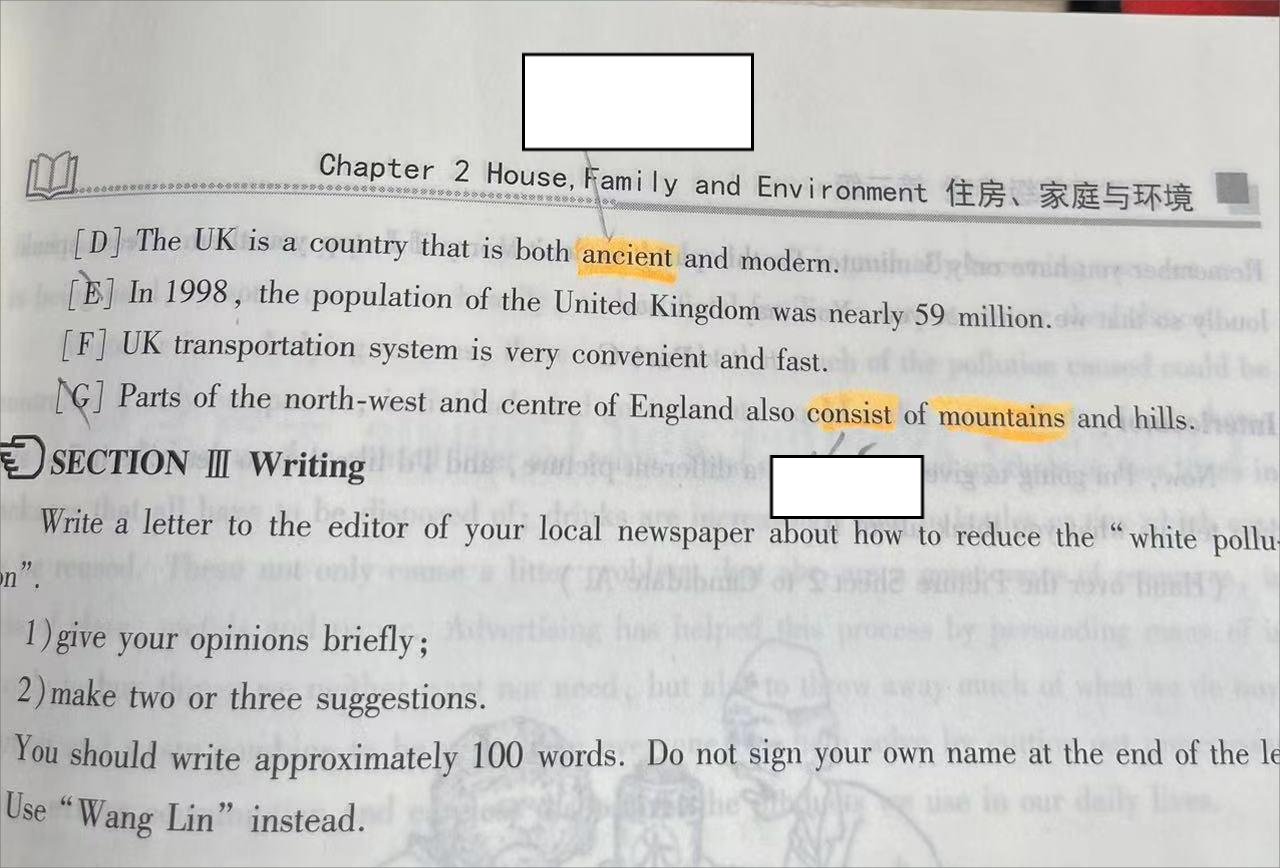 Chapter 2 House, Family and Environment 住房、家庭与环境
[D] The UK is a country that is both ancient and modern.
[E] In 1998, the population of the United Kingdom was nearly 59 million.
[F] UK transportation system is very convenient and fast.
[G] Parts of the north-west and centre of England also consist of mountains and hills.
SECTION Ⅲ Writing
Write a letter to the editor of your local newspaper about how to reduce the “white pollu-
on”.
1)give your opinions briefly;
2)make two or three suggestions.
You should write approximately 100 words. Do not sign your own name at the end of the le
Use “Wang Lin” instead.